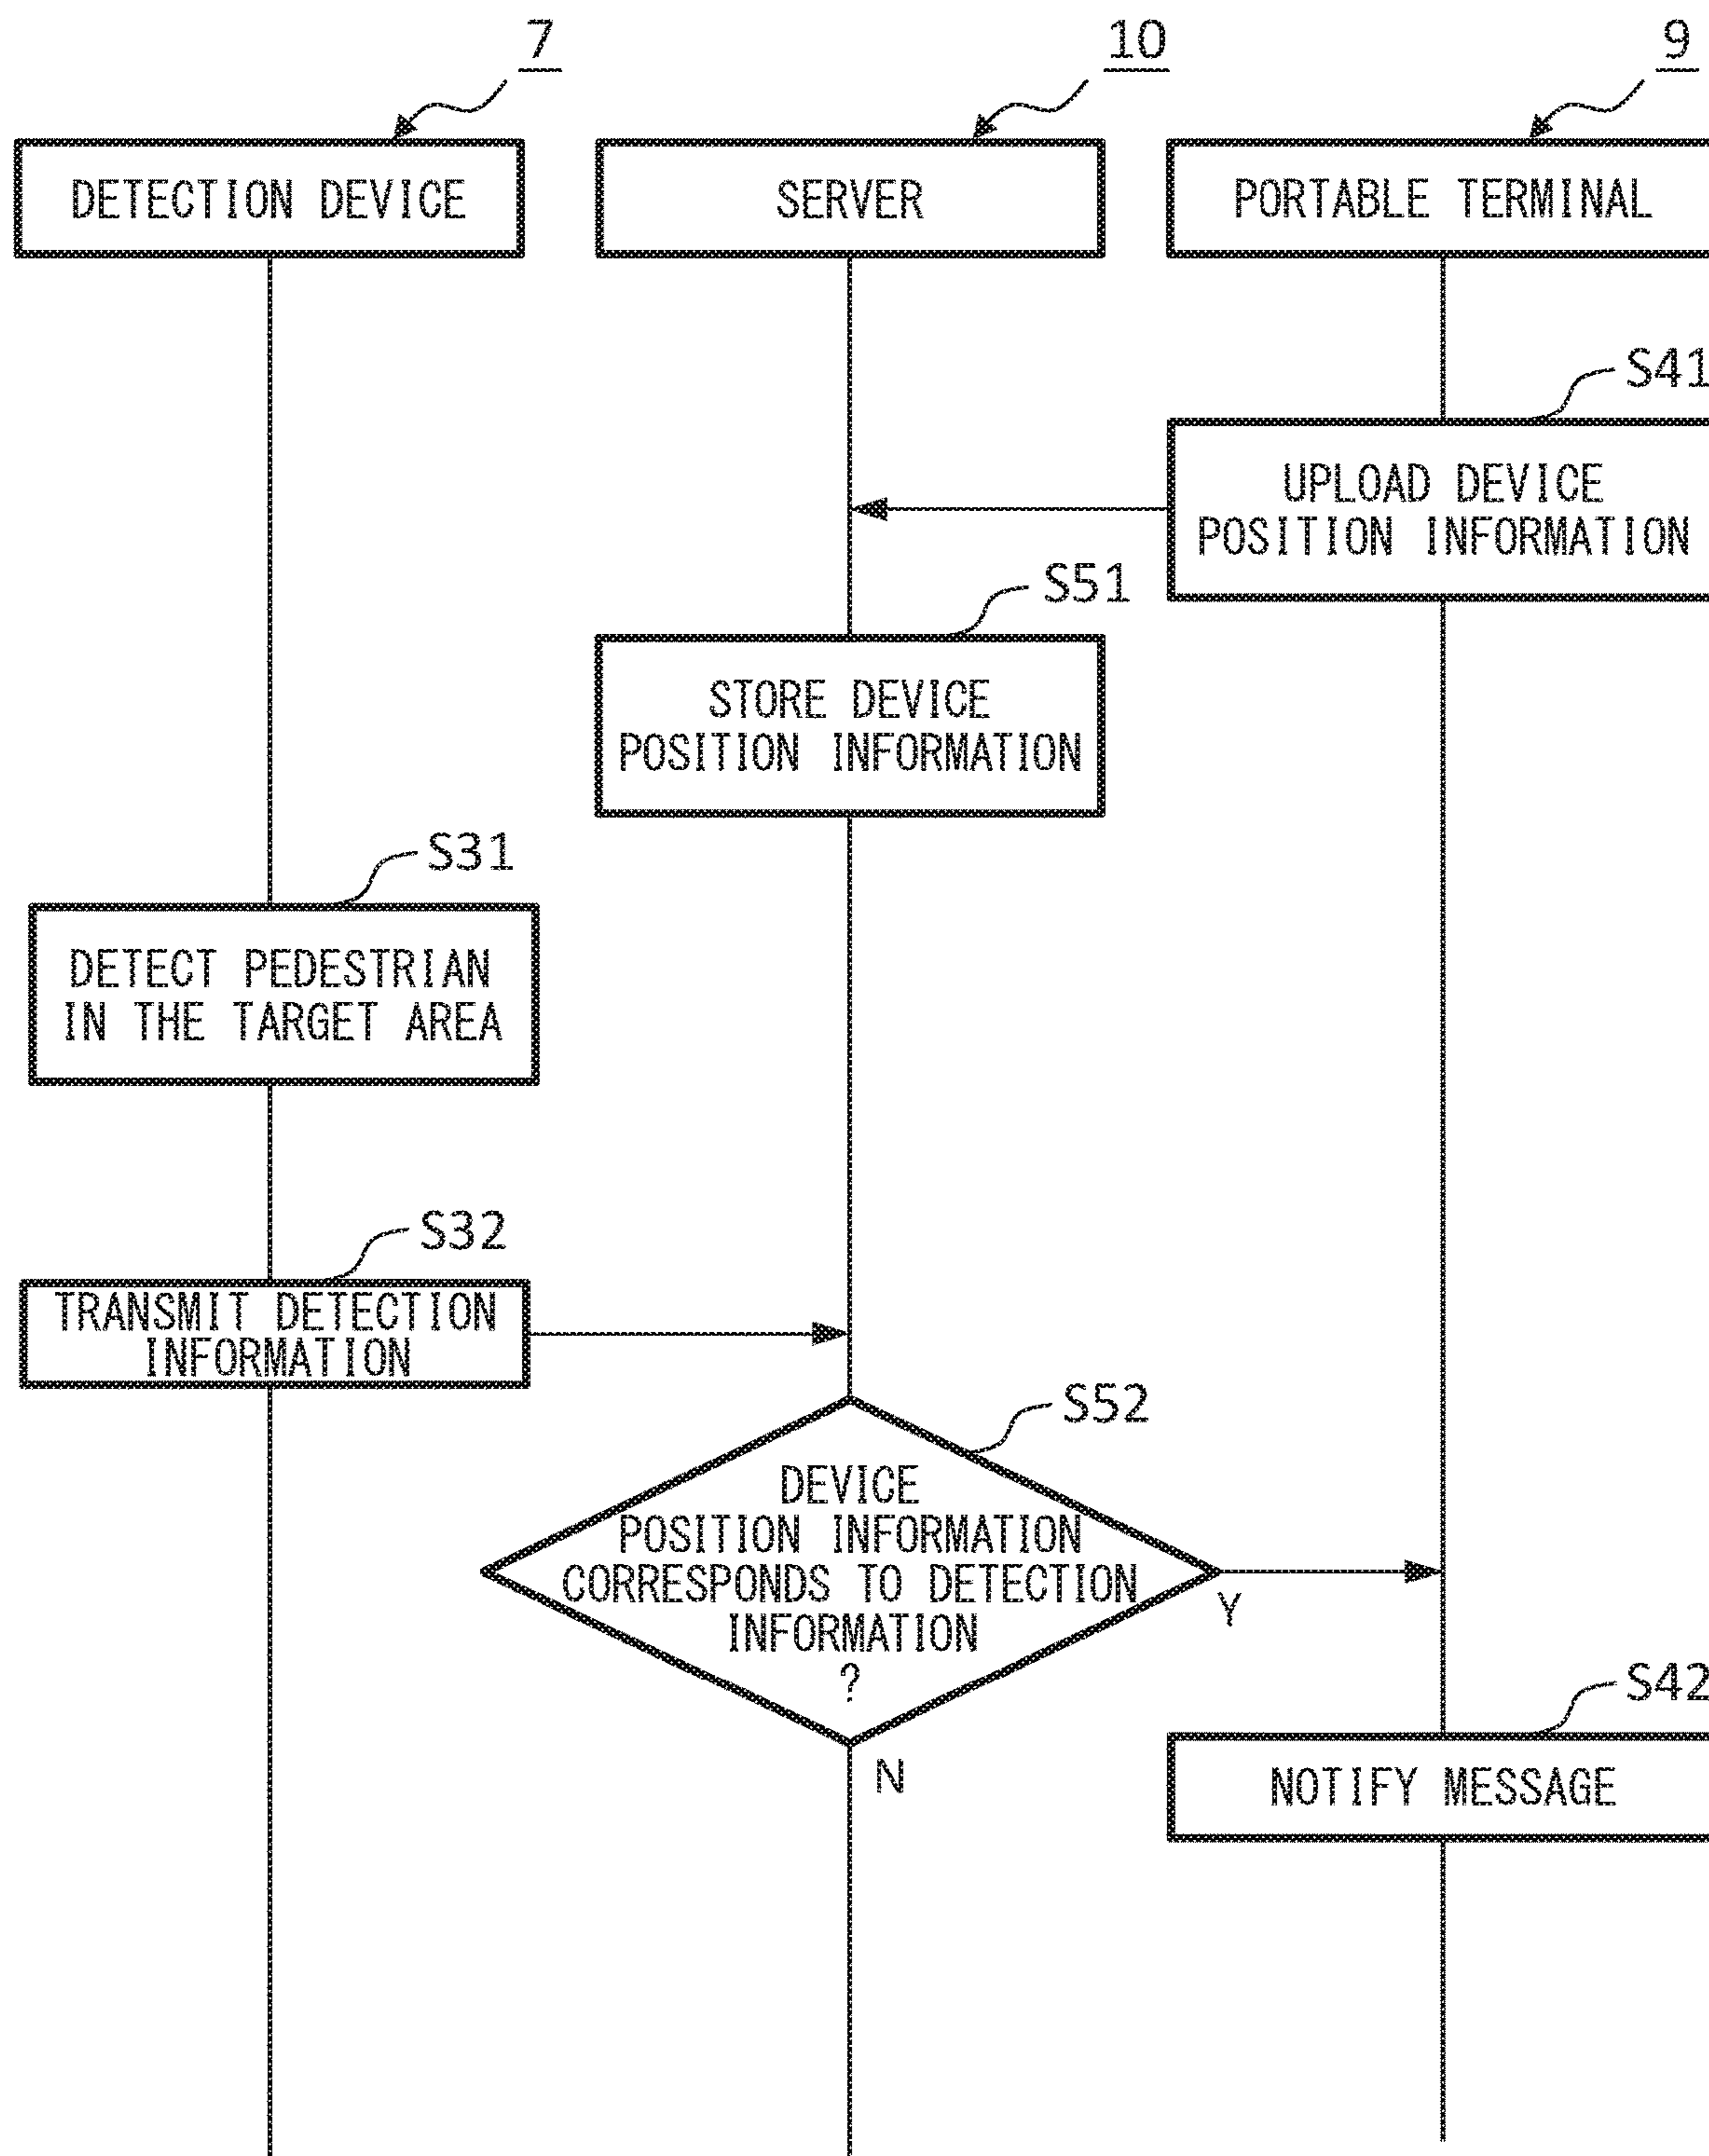 7
10
9
DETECTION DEVICE
SERVER
PORTABLE TERMINAL
S41
UPLOAD DEVICE
POSITION INFORMATION
S51
STORE DEVICE
POSITION INFORMATION
S31
DETECT PEDESTRIAN
IN THE TARGET AREA
S32
TRANSMIT DETECTION
INFORMATION
S52
DEVICE
POSITION INFORMATION
CORRESPONDS TO DETECTION
INFORMATION
?
Y
N
S42
NOTIFY MESSAGE